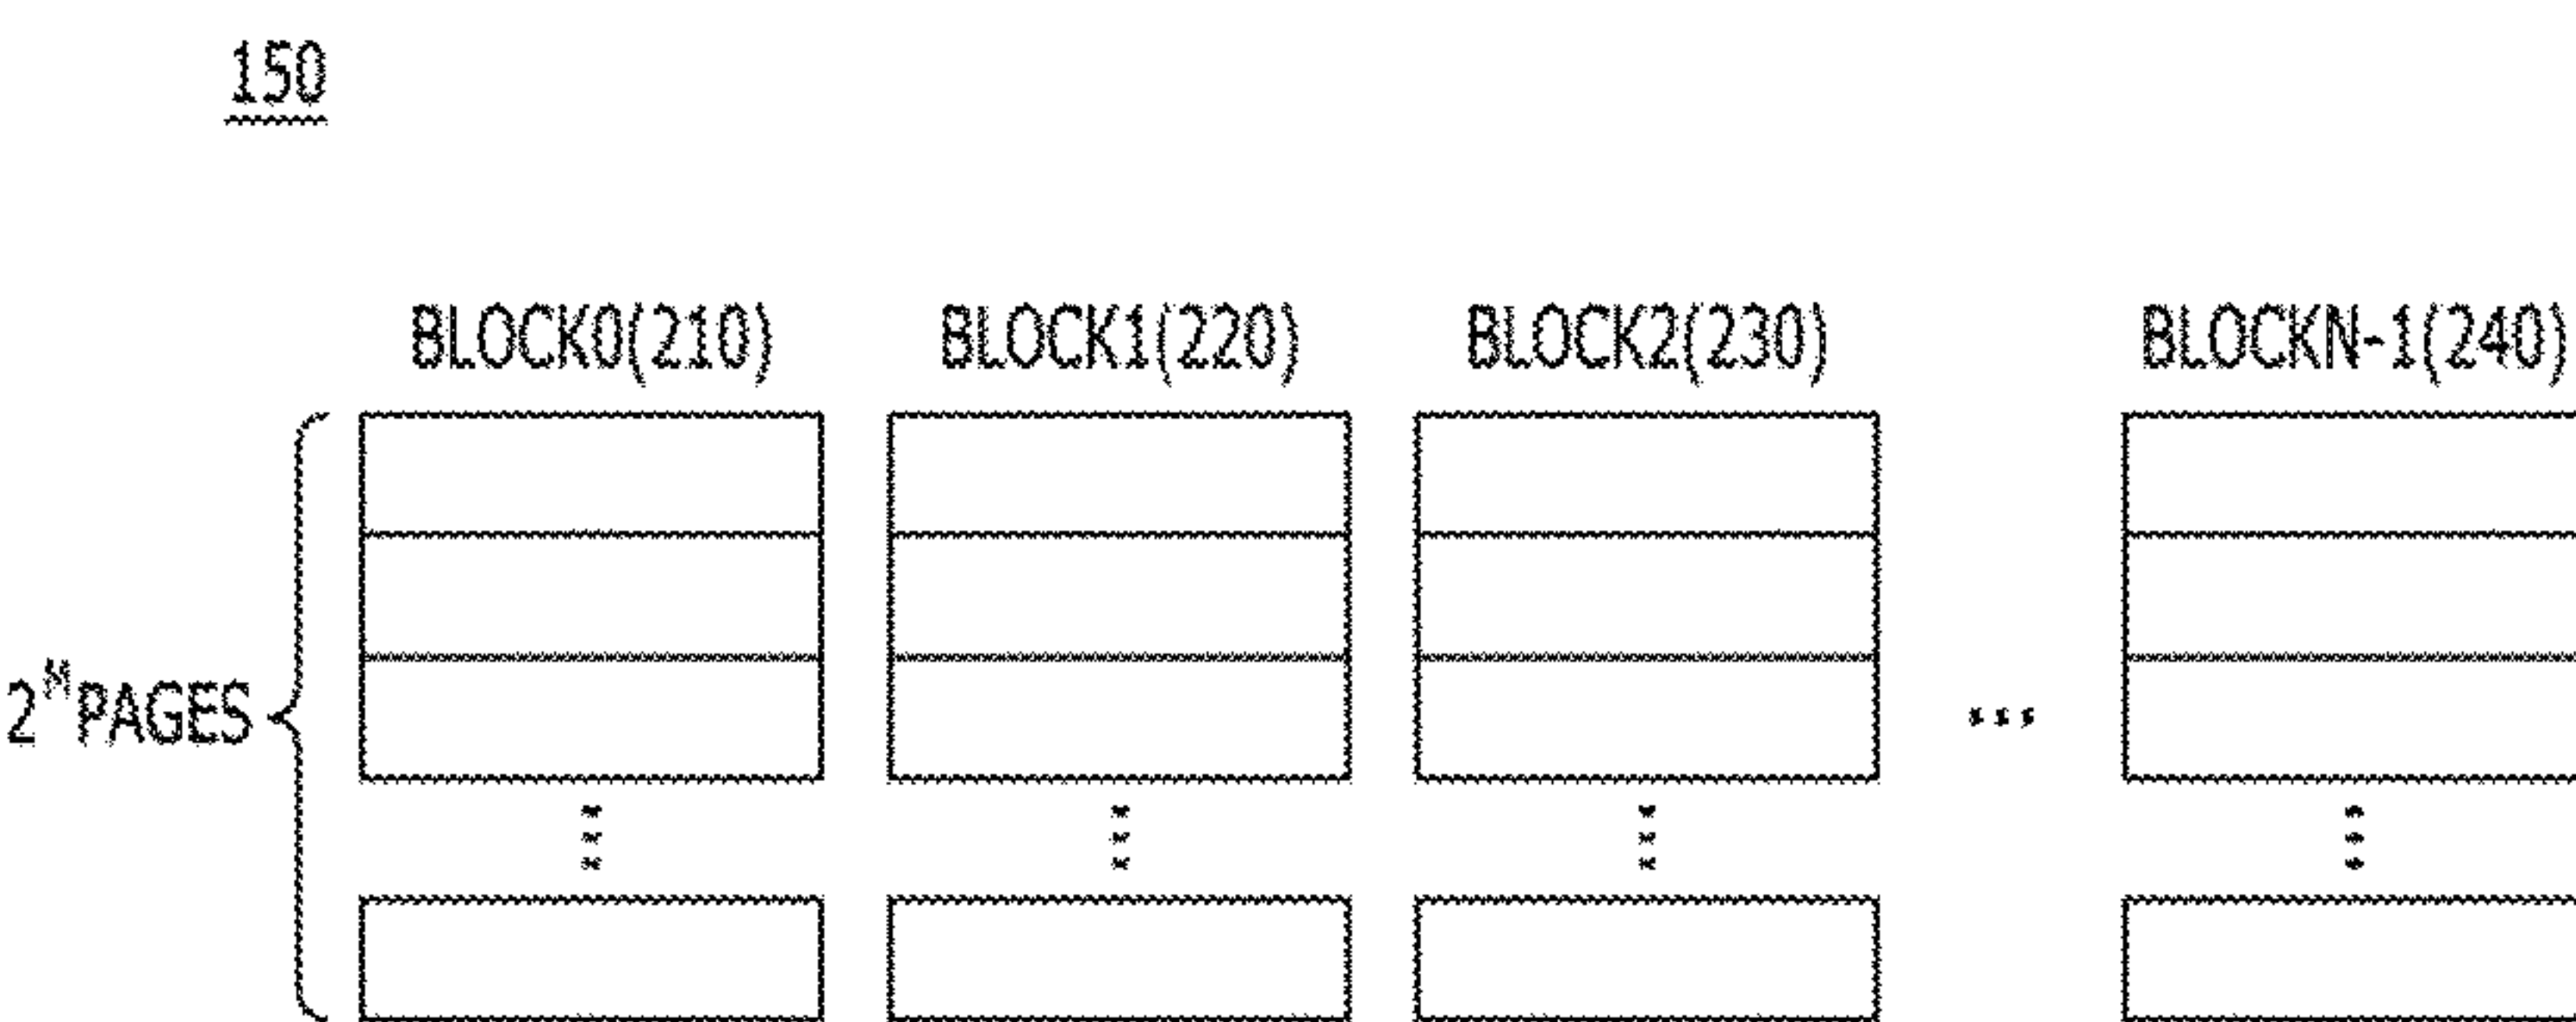 150
BLOCK0(210) BLOCK1(220) BLOCK2(230) BLOCKN-1(240)
2^M PAGES
...